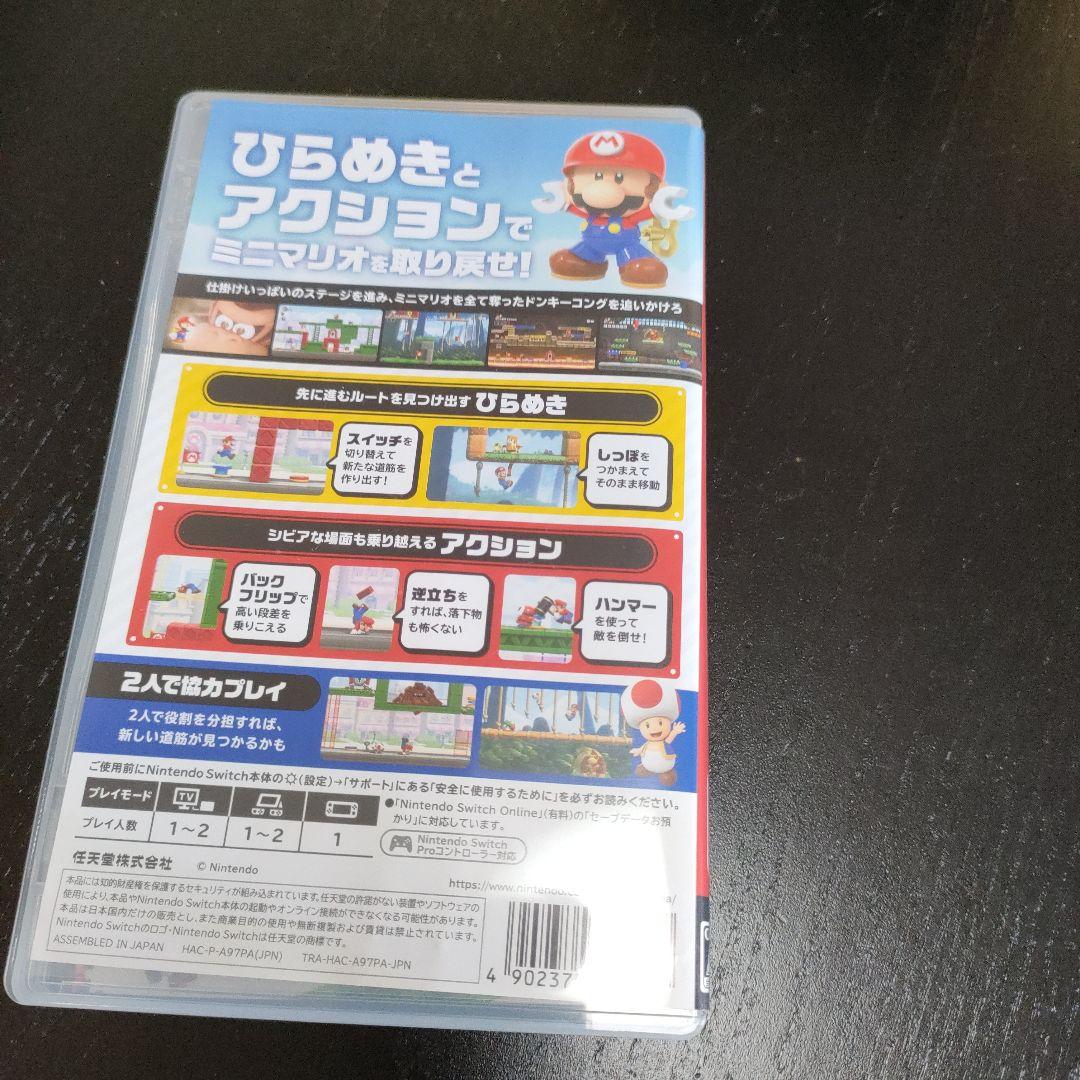 ひらめきと
アクションで
ミニマリオを取り戻せ!
仕掛けいっぱいのステージを進み、ミニマリオを全て奪ったドンキーコングを追いかけろ
先に進むルートを見つけ出す ひらめき
スイッチを
切り替えて
新たな道筋を
作り出す!
しっぽを
つかまえて
そのまま移動
シビアな場面も乗り越える アクション
バック
フリップで
高い段差を
乗りこえる
逆立ちを
すれば、落下物
も怖くない
ハンマー
を使って
敵を倒せ!
2人で協力プレイ
2人で役割を分担すれば、
新しい道筋が見つかるかも
ご使用前にNintendo Switch本体の(設定)→「サポート」にある「安全に使用するために」を必ずお読みください。
プレイモード TV
プレイ人数 1~2 1~2 1
●「Nintendo Switch Online」(有料)の「セーブデータお預
かり」に対応しています。
Nintendo Switch
Proコントローラー対応
任天堂株式会社 © Nintendo
https://www.nintendo.c
本品には知的財産権を保護するセキュリティが組み込まれています。任天堂の許諾がない装置やソフトウェアの
使用により、本品やNintendo Switch本体の起動やオンライン接続ができなくなる可能性があります。
本品は日本国内だけの販売とし、また商業目的の使用や無断複製および賃貸は禁止されています。
Nintendo Switchのロゴ・Nintendo Switchは任天堂の商標です。
ASSEMBLED IN JAPAN HAC-P-A97PA(JPN) TRA-HAC-A97PA-JPN
4 90237